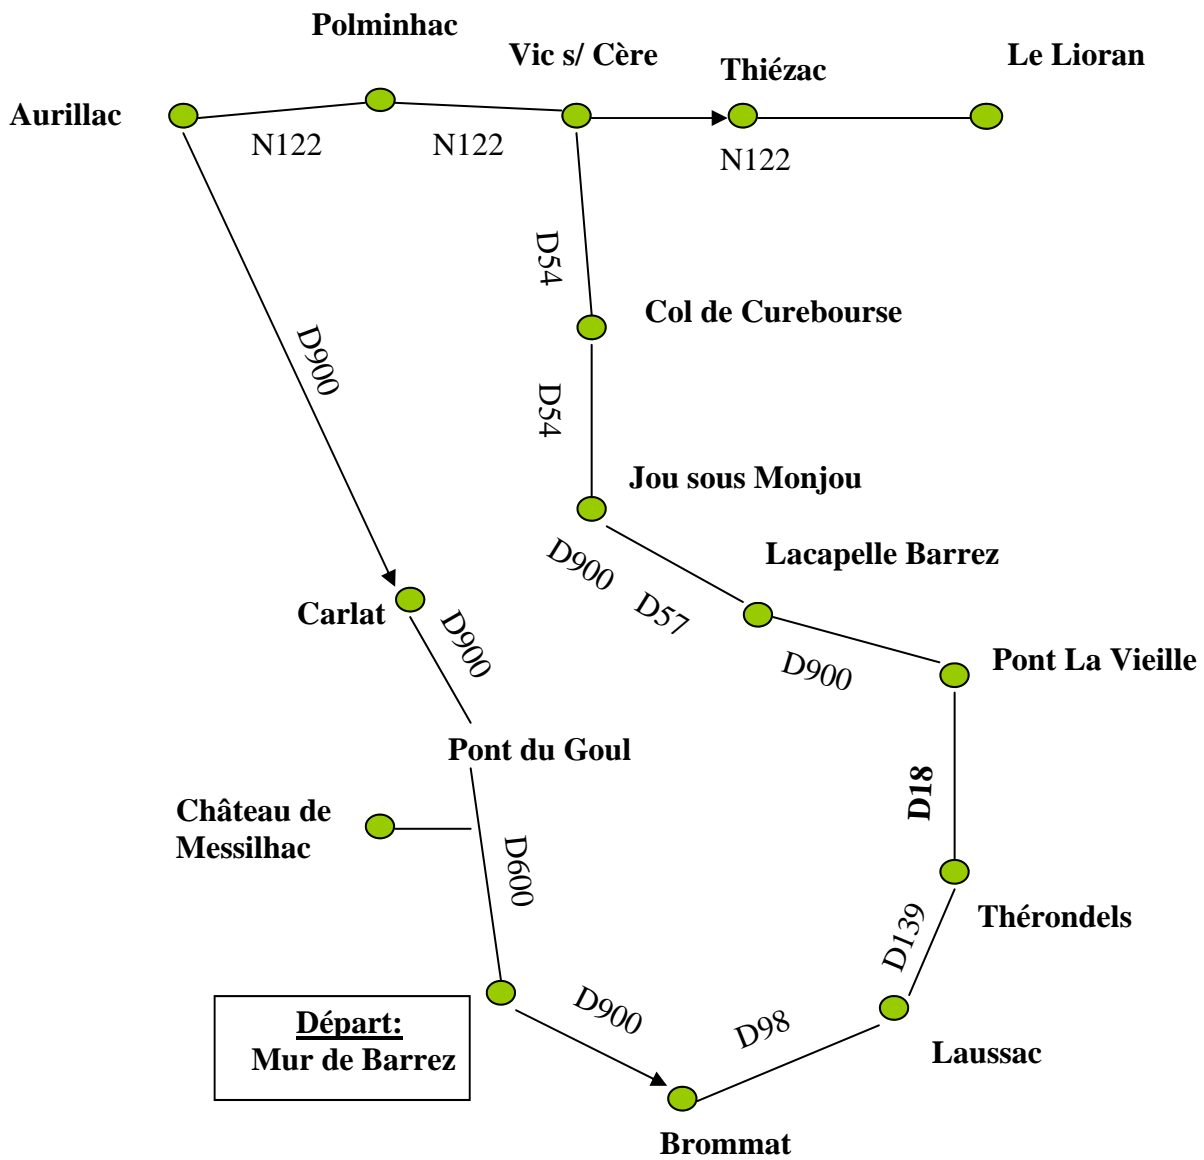 Polminhac
Vic s/ Cère
Thiézac
Le Lioran
Aurillac
N122
N122
N122
D54
Col de Curebourse
D900
D54
Jou sous Monjou
D900
D57
Lacapelle Barrez
Carlat
D900
D900
Pont La Vieille
Pont du Goul
D18
Château de
Messilhac
D600
Thérondels
D139
Départ:
Mur de Barrez
D900
D98
Laussac
Brommat